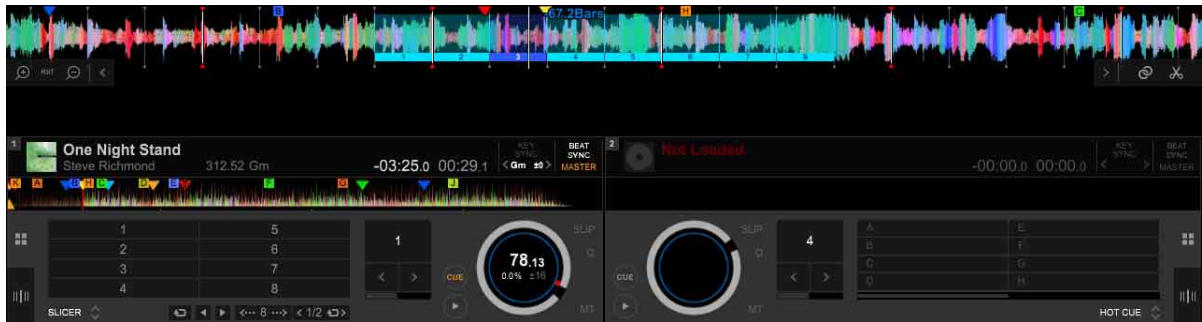 B
67.2Bars
H
C
1 2 3 4 5 6 7 8
RST
1
One Night Stand
Steve Richmond
312.52 Gm
-03:25.0 00:29.1
KEY SYNC
< Gm ±0 >
BEAT SYNC
MASTER
K A B H C D E F G J
1 5
2 6
3 7
4 8
SLICER
8
< 1/2
1
CUE
78.13
0.0% ±16
SLIP
Q
MT
2
Not Loaded.
-00:00.0 00:00.0
KEY SYNC
BEAT SYNC
MASTER
CUE
SLIP
Q
MT
4
A E
B F
C G
D H
HOT CUE